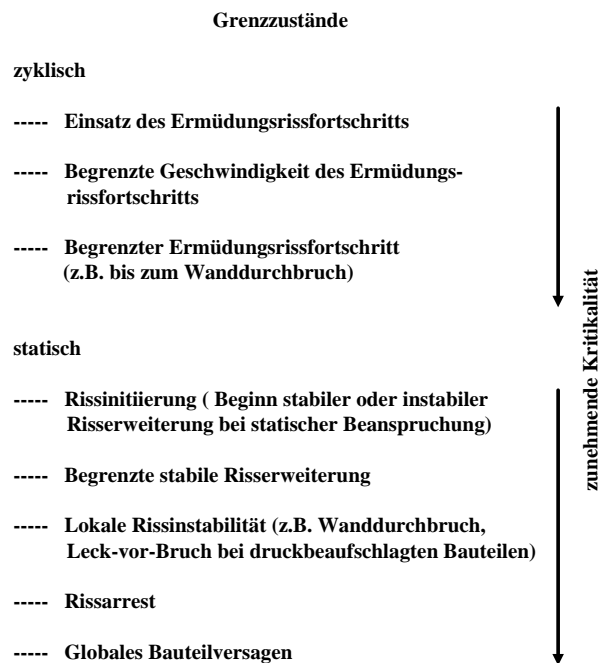 Grenzzustände
zyklisch
----- Einsatz des Ermüdungsrissfortschritts
----- Begrenzte Geschwindigkeit des Ermüdungs-
rissfortschritts
----- Begrenzter Ermüdungsrissfortschritt
(z.B. bis zum Wanddurchbruch)
statisch
----- Rissinitiierung ( Beginn stabiler oder instabiler
Risserweiterung bei statischer Beanspruchung)
----- Begrenzte stabile Risserweiterung
----- Lokale Rissinstabilität (z.B. Wanddurchbruch,
Leck-vor-Bruch bei druckbeaufschlagten Bauteilen)
----- Rissarrest
----- Globales Bauteilversagen
zunehmende Kritikalität